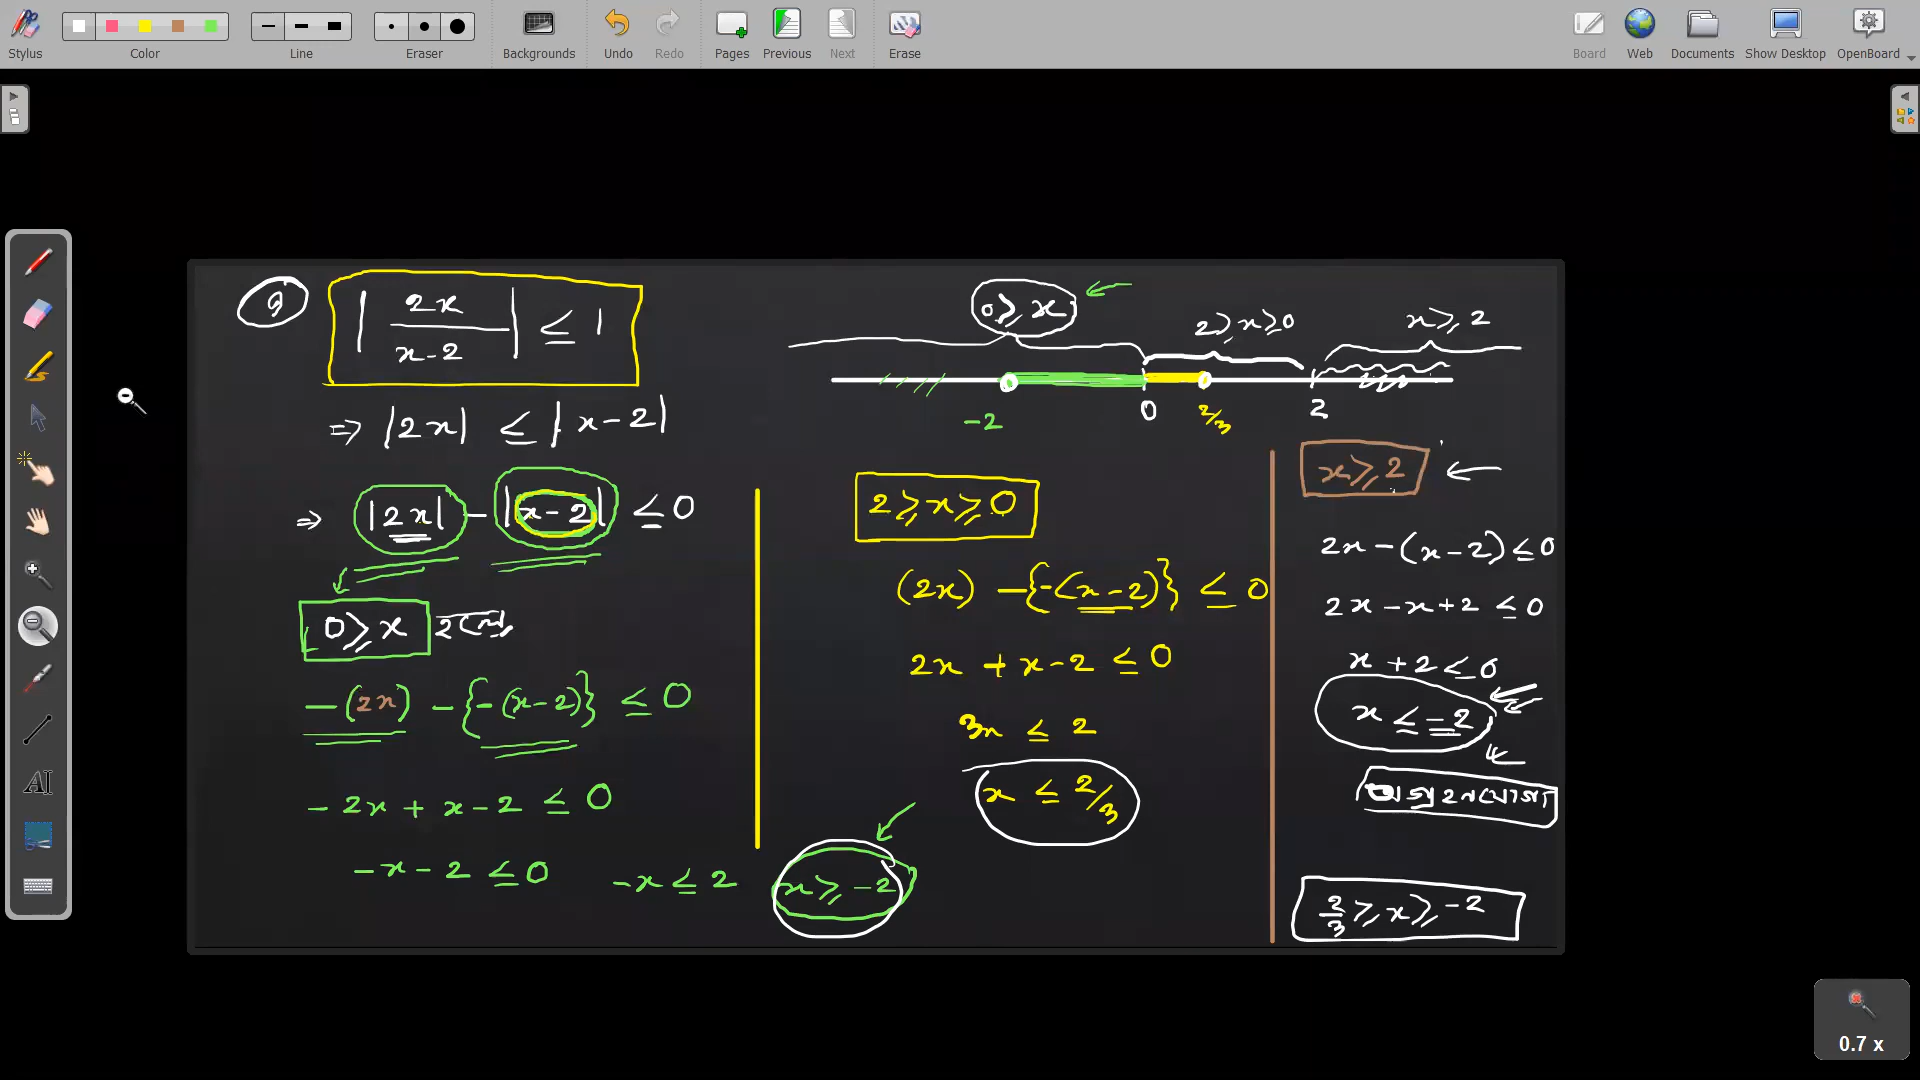 Stylus Color Line Eraser Backgrounds Undo Redo Pages Previous Next Erase Board Web Documents Show Desktop OpenBoard
9
|2x/(x-2)| ≤ 1
⇒ |2x| ≤ |x-2|
⇒ |2x| - |x-2| ≤ 0
0 ≥ x
-(2x) - {-(x-2)} ≤ 0
-2x + x - 2 ≤ 0
-x - 2 ≤ 0 -x ≤ 2 x ≥ -2
0 ≥ x 2 ≥ x ≥ 0 x ≥ 2
-2 0 2/3 2
2 ≥ x ≥ 0
(2x) - {-(x-2)} ≤ 0
2x + x-2 ≤ 0
3x ≤ 2
x ≤ 2/3
x ≥ 2
2x - (x-2) ≤ 0
2x - x + 2 ≤ 0
x + 2 ≤ 0
x ≤ -2
2/3 ≥ x ≥ -2
AI
0.7 x